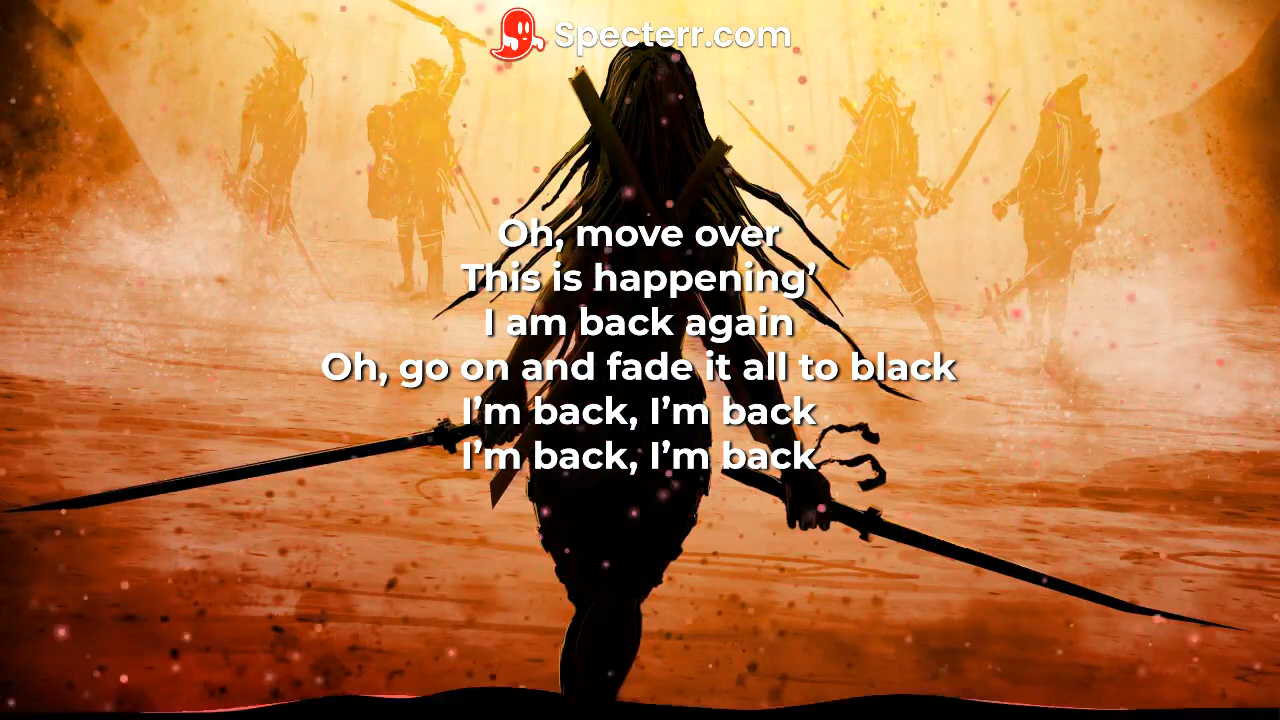 Specterr.com
Oh, move over
This is happening’
I am back again
Oh, go on and fade it all to black
I’m back, I’m back
I’m back, I’m back